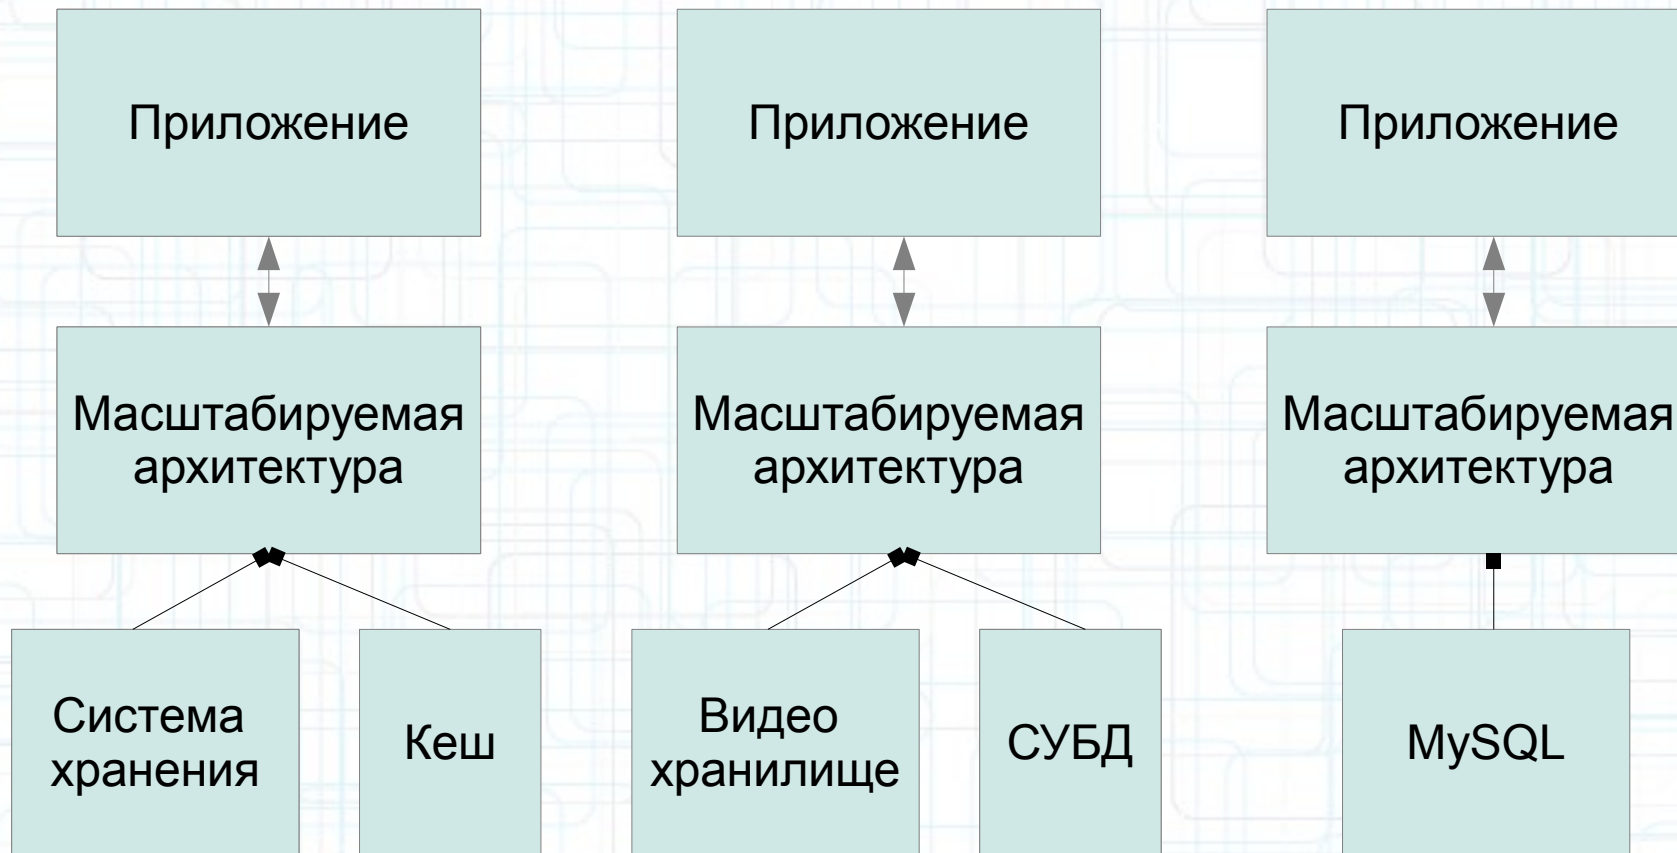 Приложение
Приложение
Приложение
Масштабируемая
архитектура
Масштабируемая
архитектура
Масштабируемая
архитектура
Система
хранения
Кеш
Видео
хранилище
СУБД
MySQL